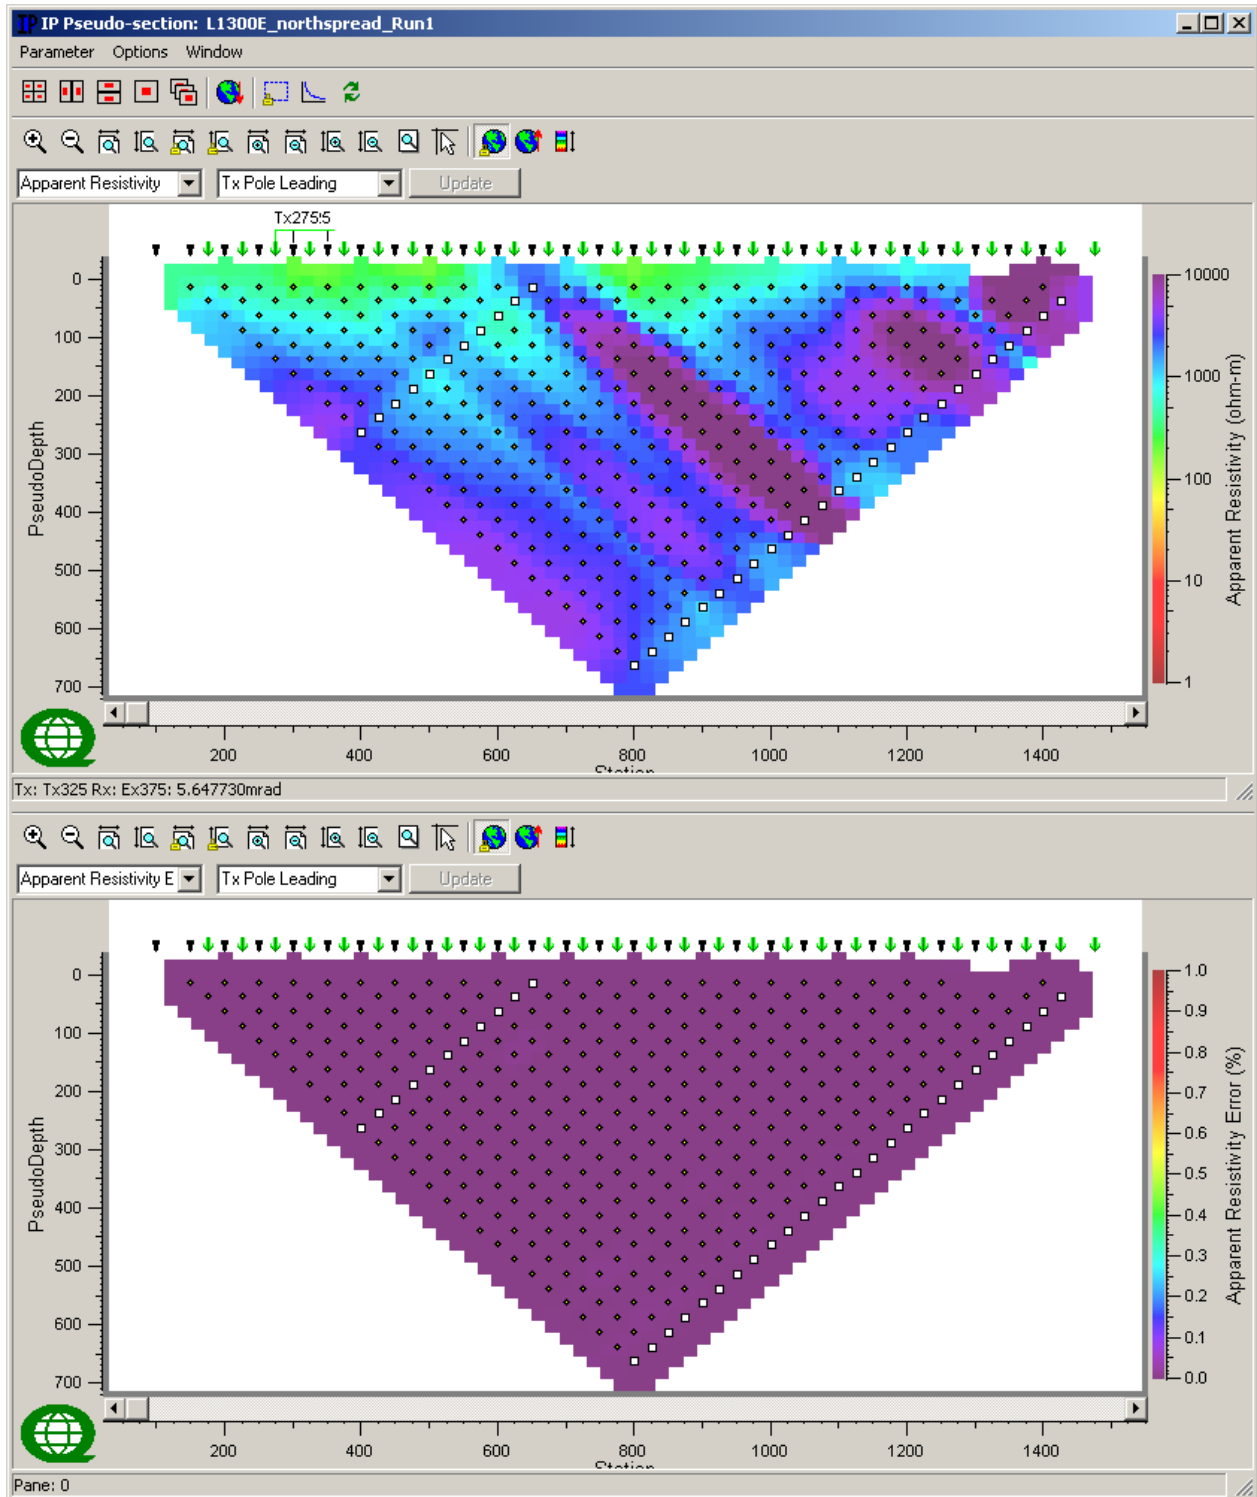 IP IP Pseudo-section: L1300E_northspread_Run1
Parameter Options Window
Apparent Resistivity Tx Pole Leading Update
Tx275:5
0
100
200
300
400
500
600
700
PseudoDepth
10000
1000
100
10
1
Apparent Resistivity (ohm-m)
200 400 600 800 1000 1200 1400
Station
Tx: Tx325 Rx: Ex375: 5.647730mrad
Apparent Resistivity E Tx Pole Leading Update
0
100
200
300
400
500
600
700
PseudoDepth
1.0
0.9
0.8
0.7
0.6
0.5
0.4
0.3
0.2
0.1
0.0
Apparent Resistivity Error (%)
200 400 600 800 1000 1200 1400
Station
Pane: 0